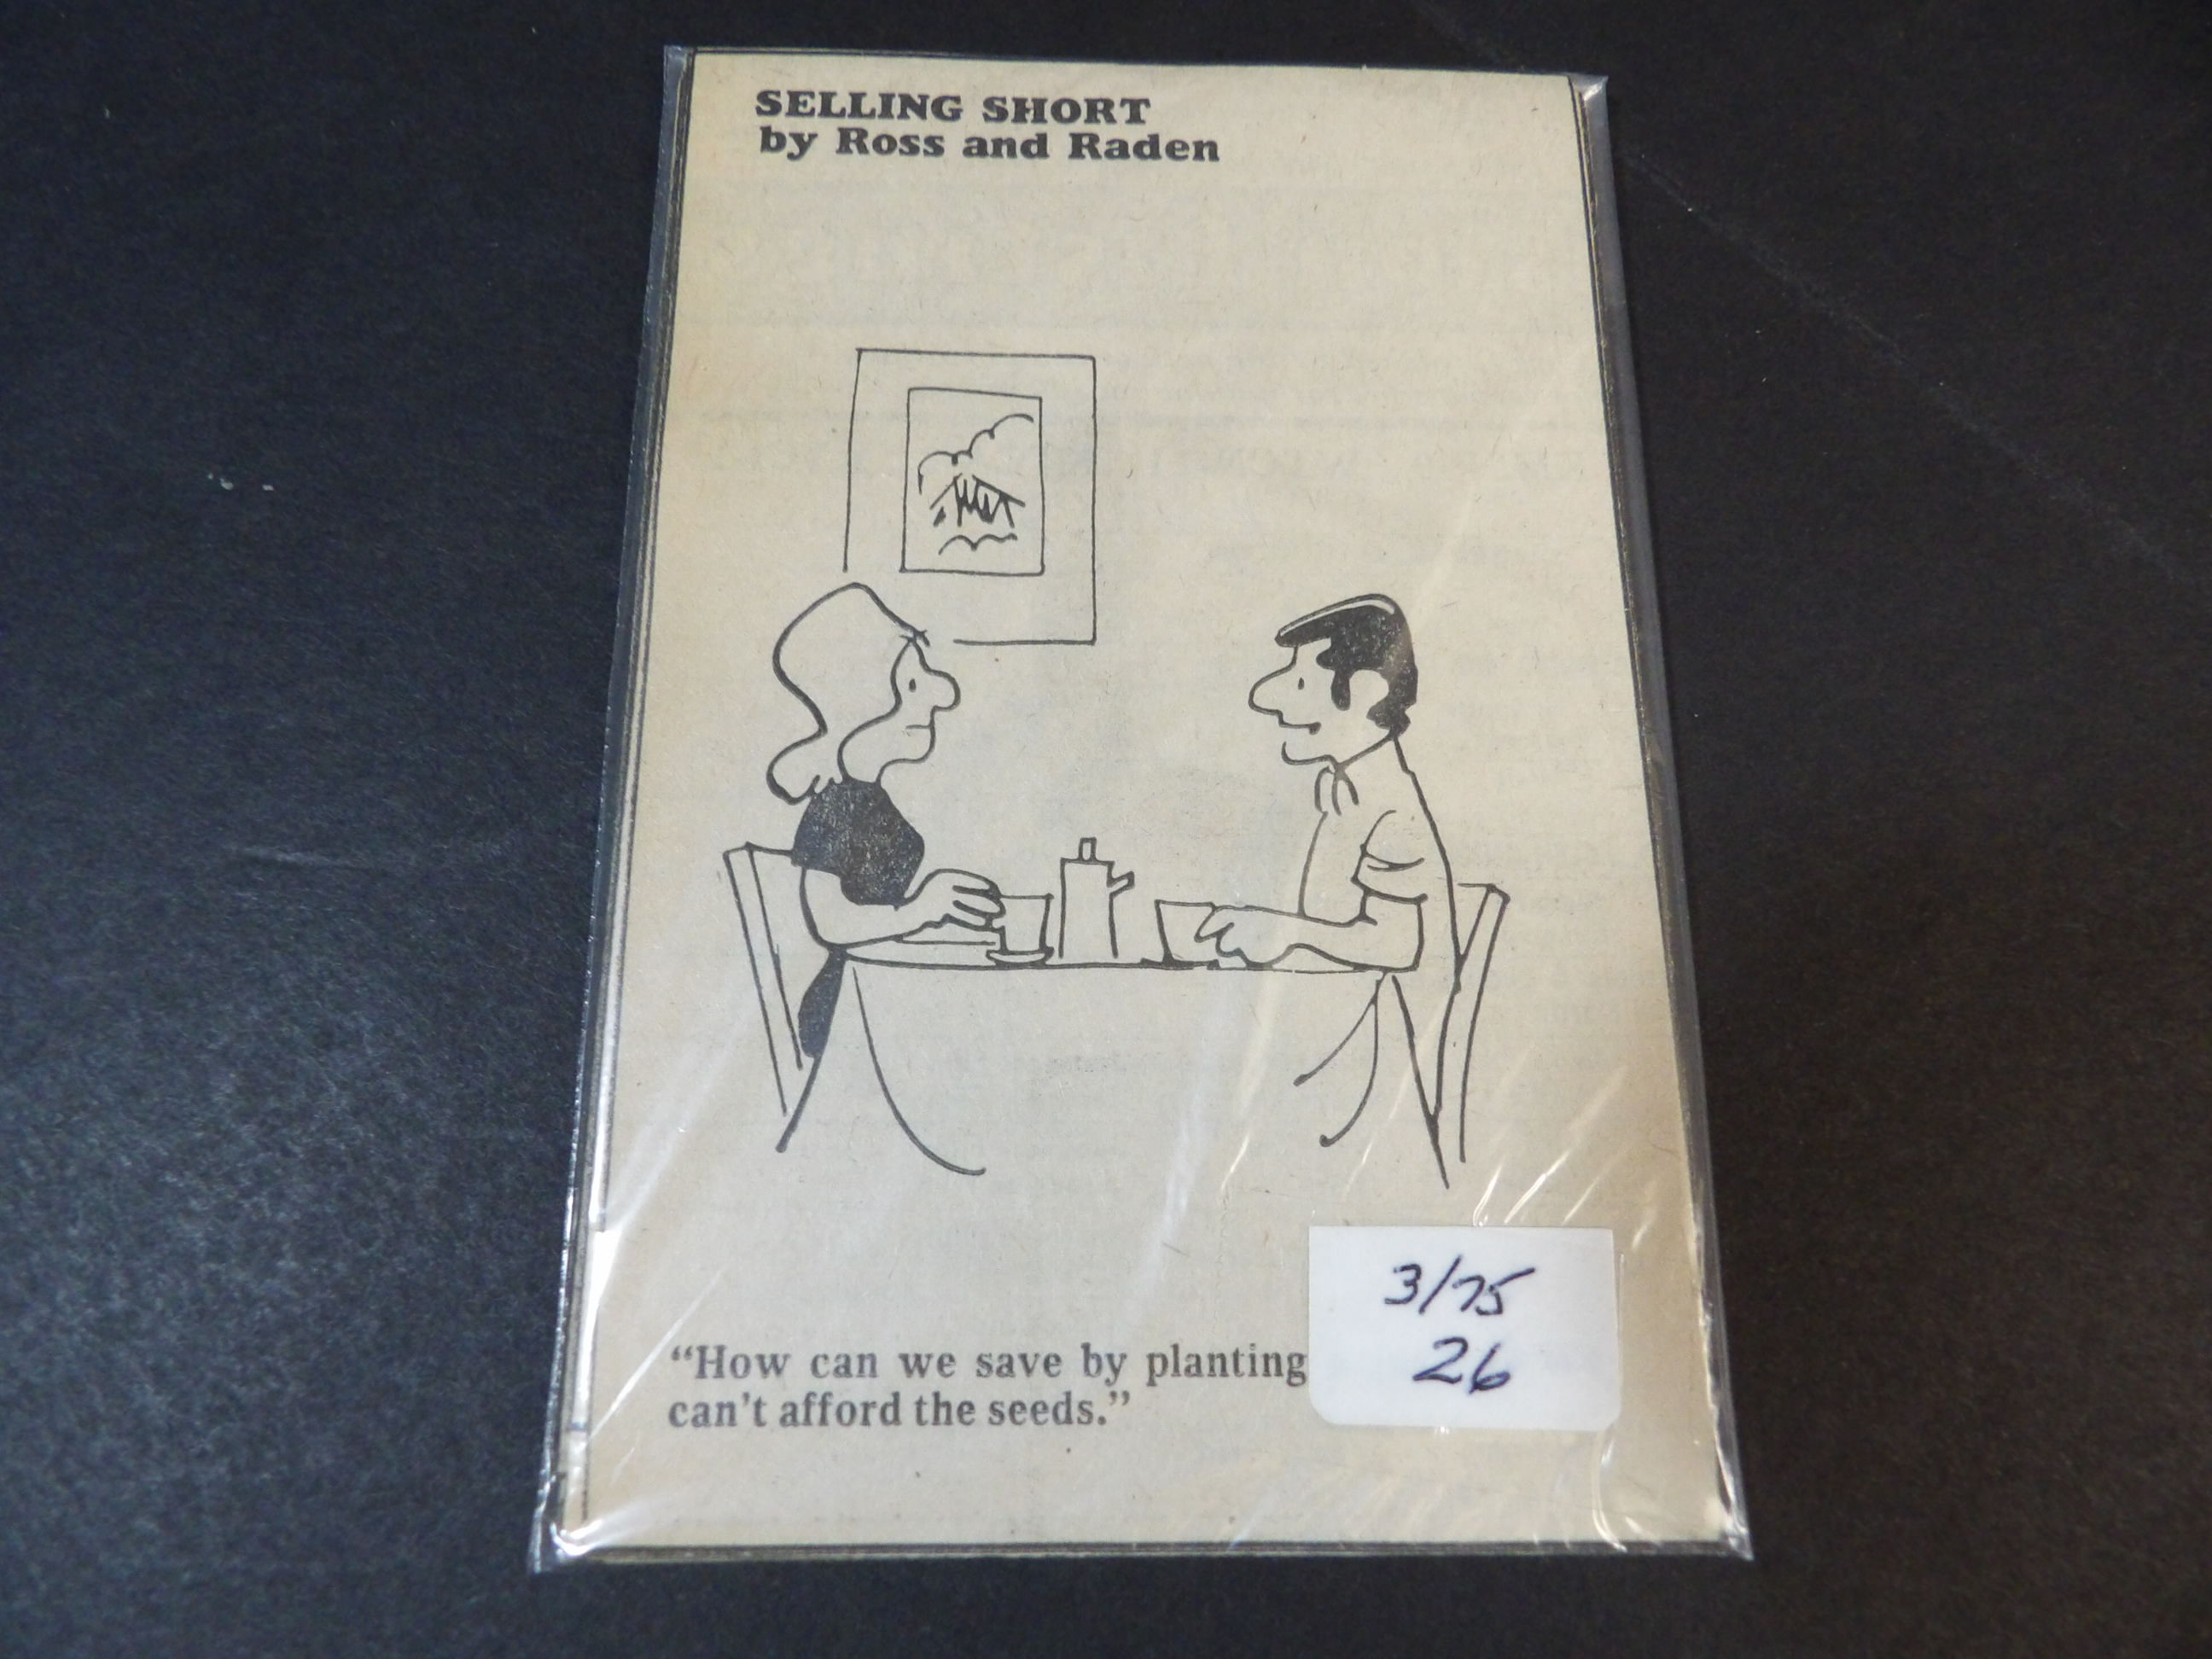 SELLING SHORT
by Ross and Raden
"How can we save by planting
can't afford the seeds."
3/75
26